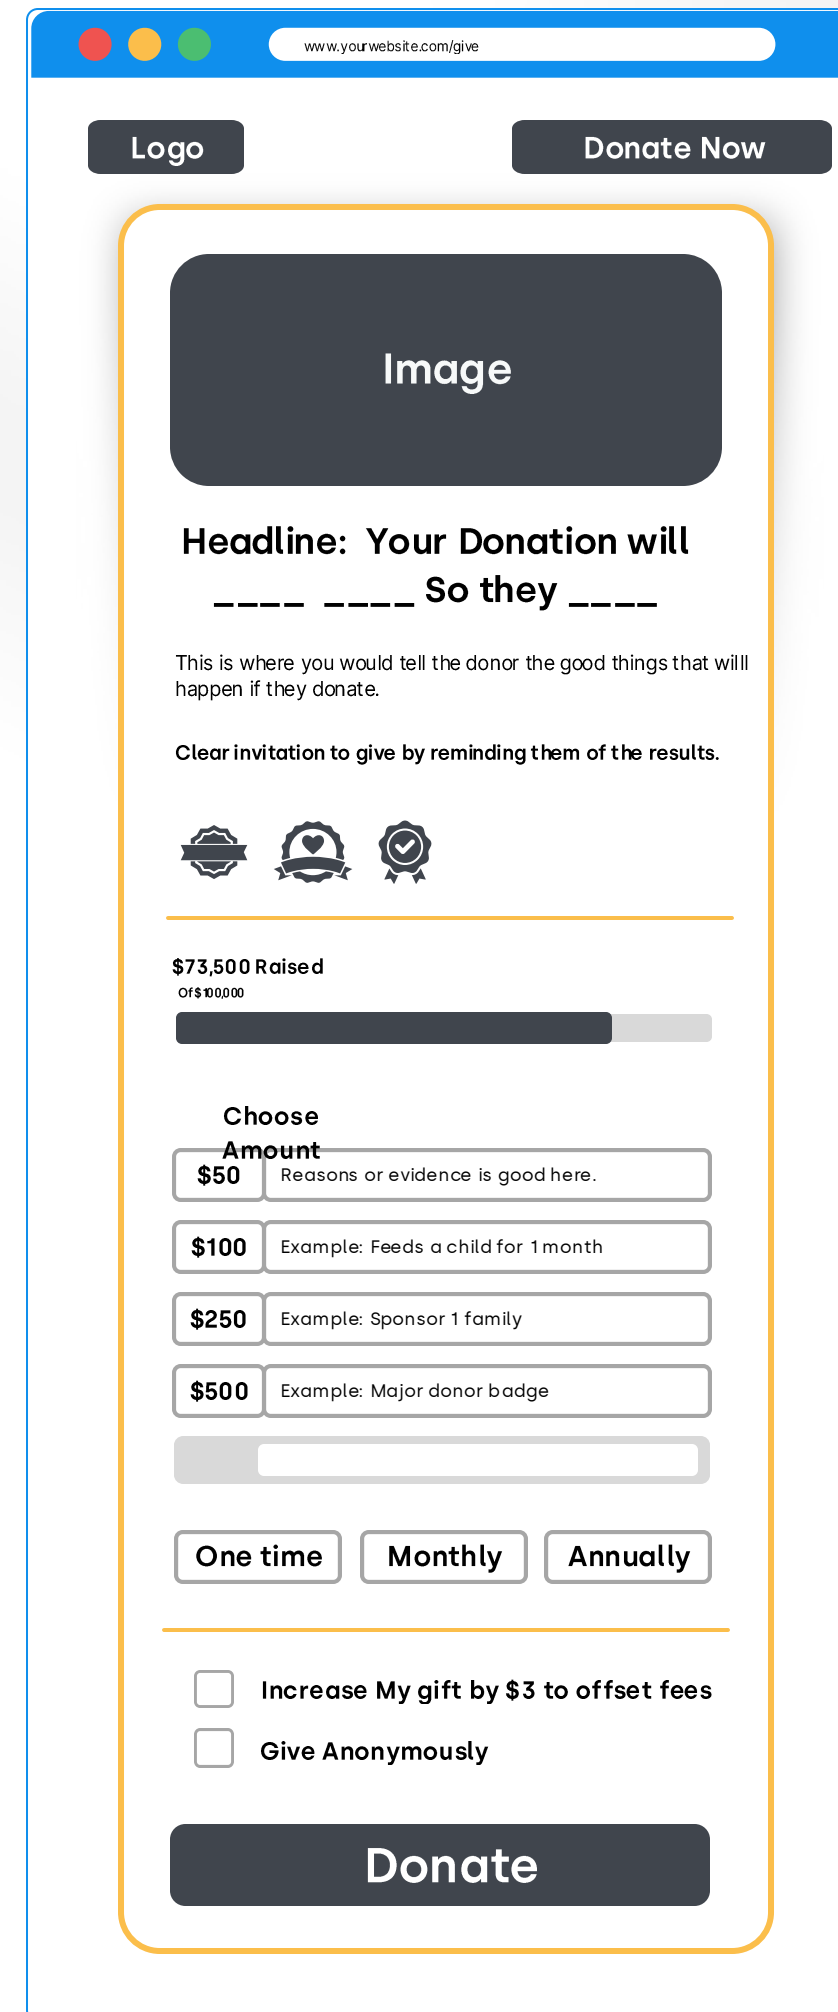 www.yourwebsite.com/give
Logo
Donate Now
Image
Headline: Your Donation will
____ ____ So they ____
This is where you would tell the donor the good things that willl
happen if they donate.
Clear invitation to give by reminding them of the results.
$73,500 Raised
Of $100,000
Choose
Amount
$50 Reasons or evidence is good here.
$100 Example: Feeds a child for 1 month
$250 Example: Sponsor 1 family
$500 Example: Major donor badge
One time Monthly Annually
Increase My gift by $3 to offset fees
Give Anonymously
Donate